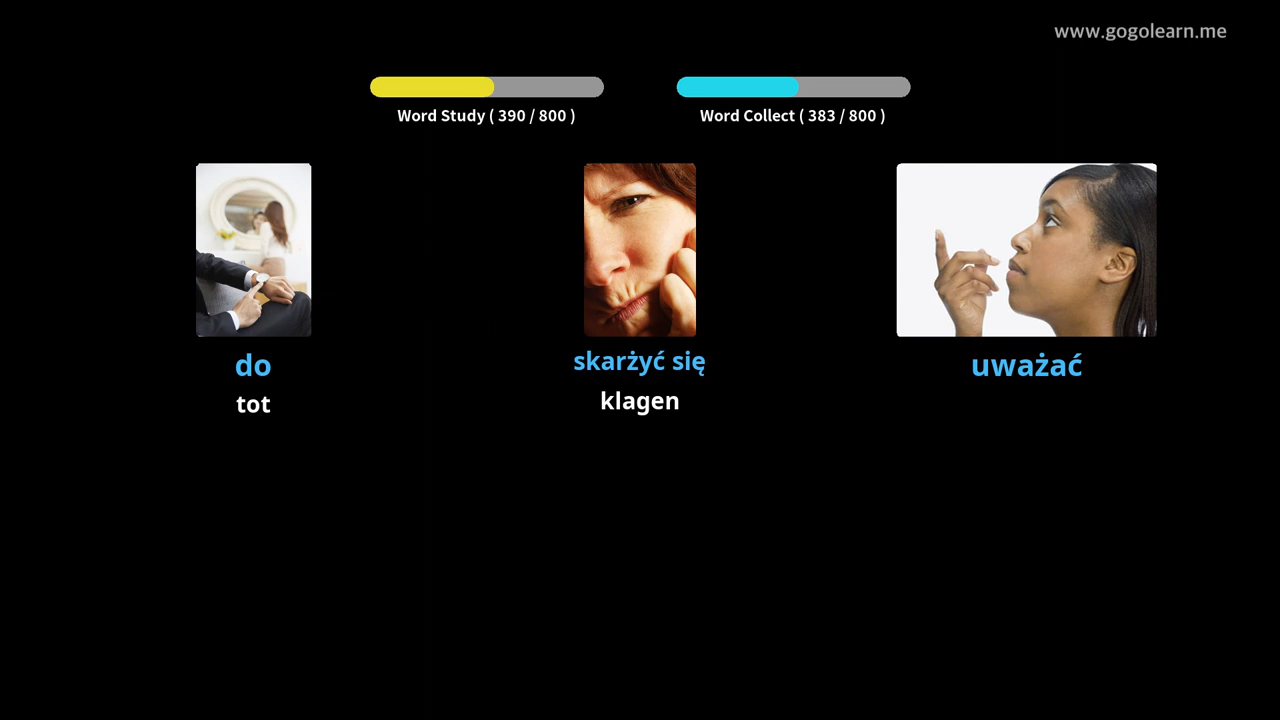 www.gogolearn.me
Word Study ( 390 / 800 )
Word Collect ( 383 / 800 )
do
skarżyć się
uważać
tot
klagen